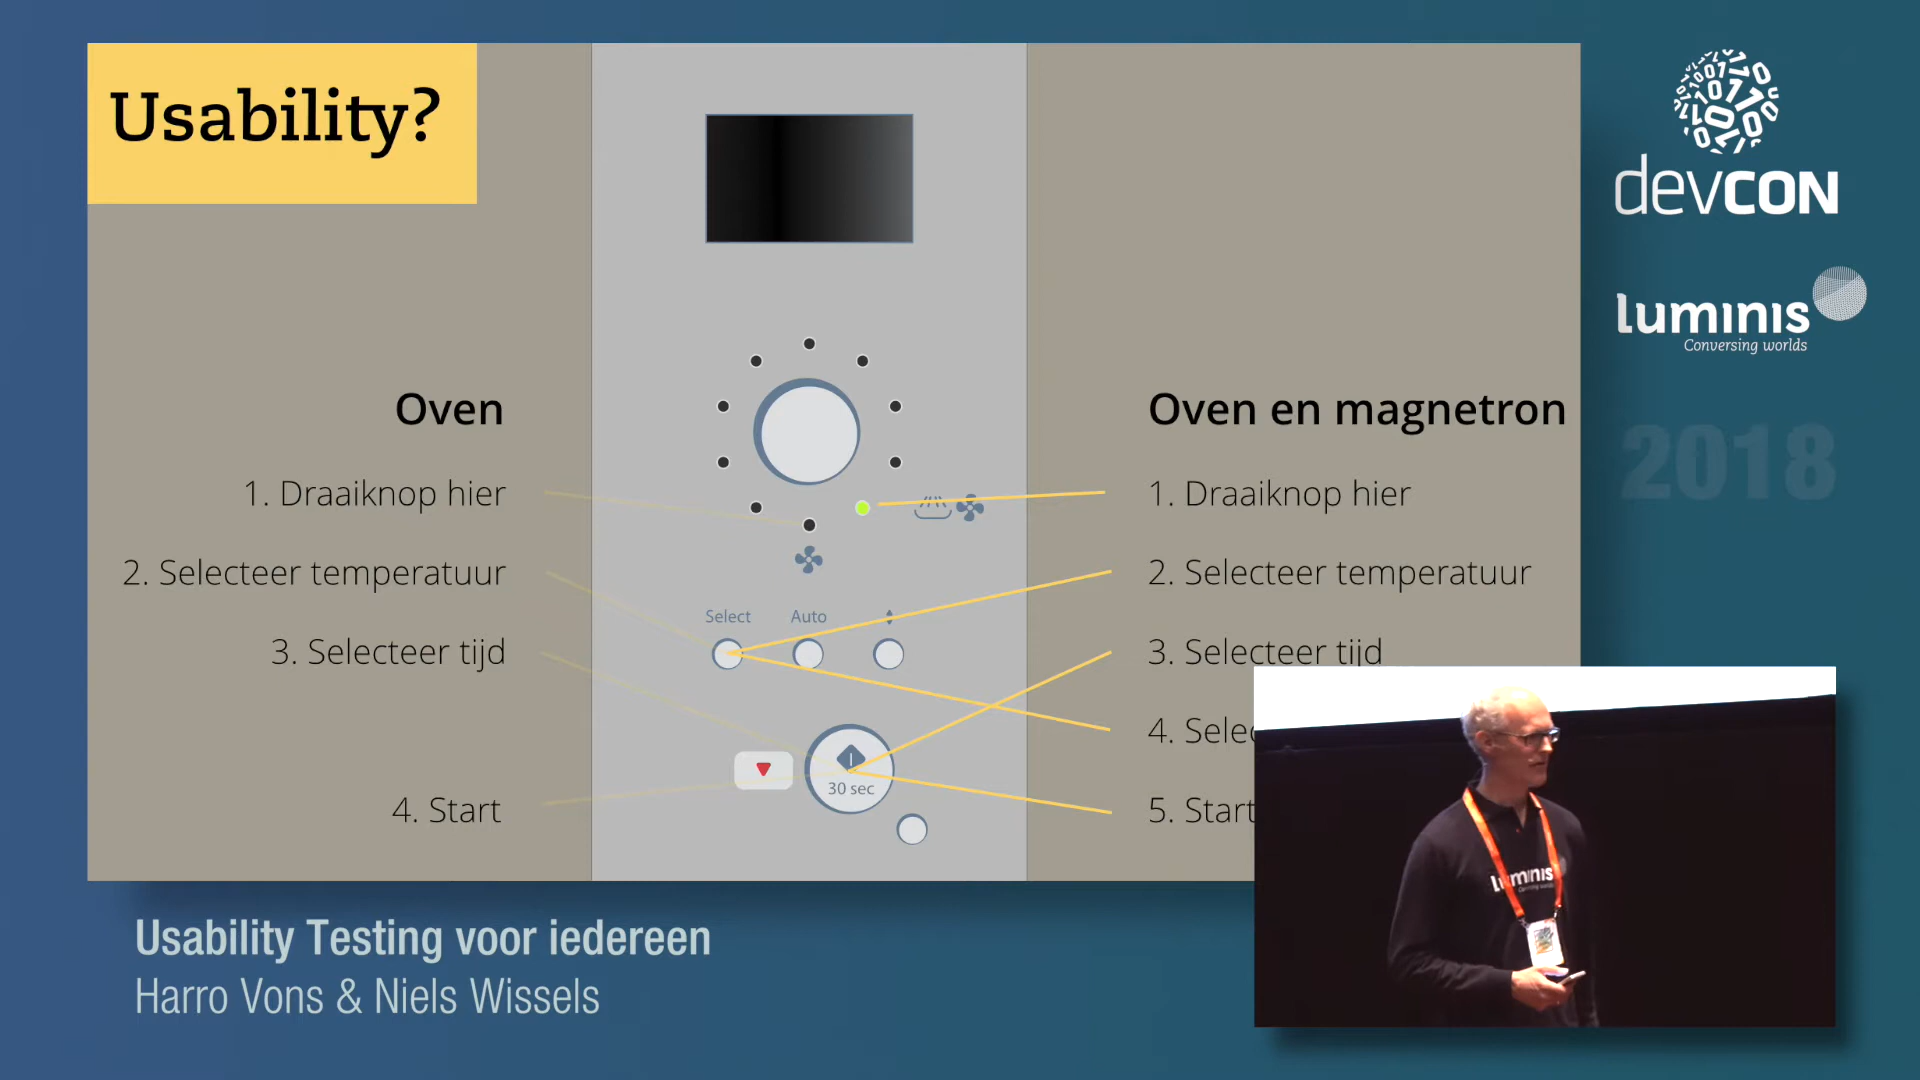 Usability?
devcon
luminis
Conversing worlds
2018
Oven
1. Draaiknop hier
2. Selecteer temperatuur
3. Selecteer tijd
4. Start
Select
Auto
30 sec
Oven en magnetron
1. Draaiknop hier
2. Selecteer temperatuur
3. Selecteer tijd
4.
5. Start
luminis
Usability Testing voor iedereen
Harro Vons & Niels Wissels